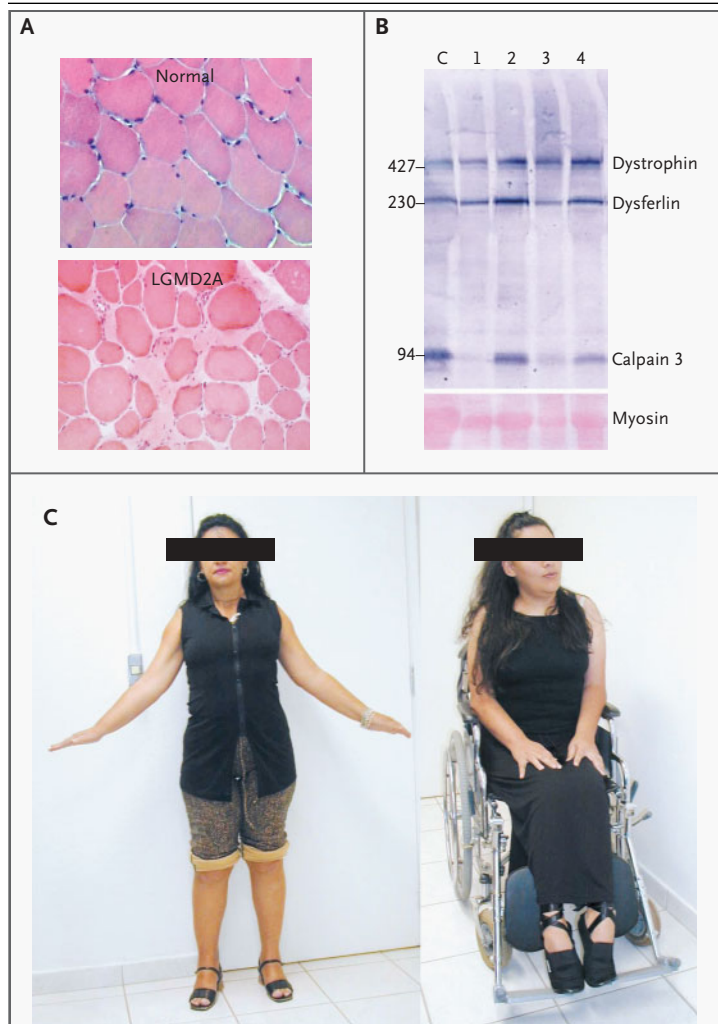 A
Normal
LGMD2A
B
C 1 2 3 4
427
Dystrophin
230
Dysferlin
94
Calpain 3
Myosin
C